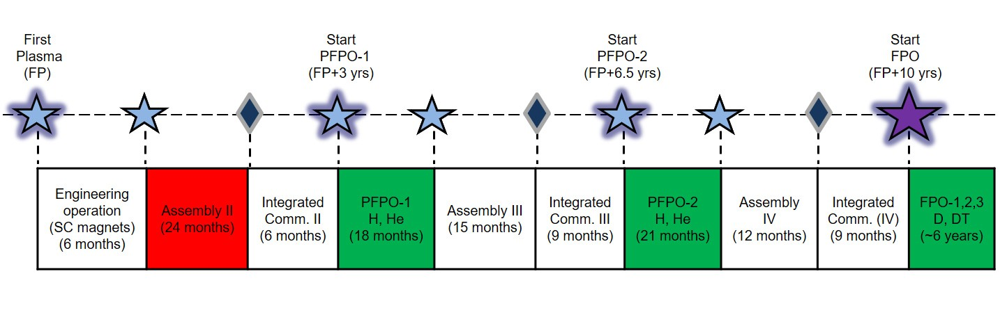 First
Plasma
(FP)
Start
PFPO-1
(FP+3 yrs)
Start
PFPO-2
(FP+6.5 yrs)
Start
FPO
(FP+10 yrs)
Engineering
operation
(SC magnets)
(6 months)
Assembly II
(24 months)
Integrated
Comm. II
(6 months)
PFPO-1
H, He
(18 months)
Assembly III
(15 months)
Integrated
Comm. III
(9 months)
PFPO-2
H, He
(21 months)
Assembly
IV
(12 months)
Integrated
Comm. (IV)
(9 months)
FPO-1,2,3
D, DT
(~6 years)